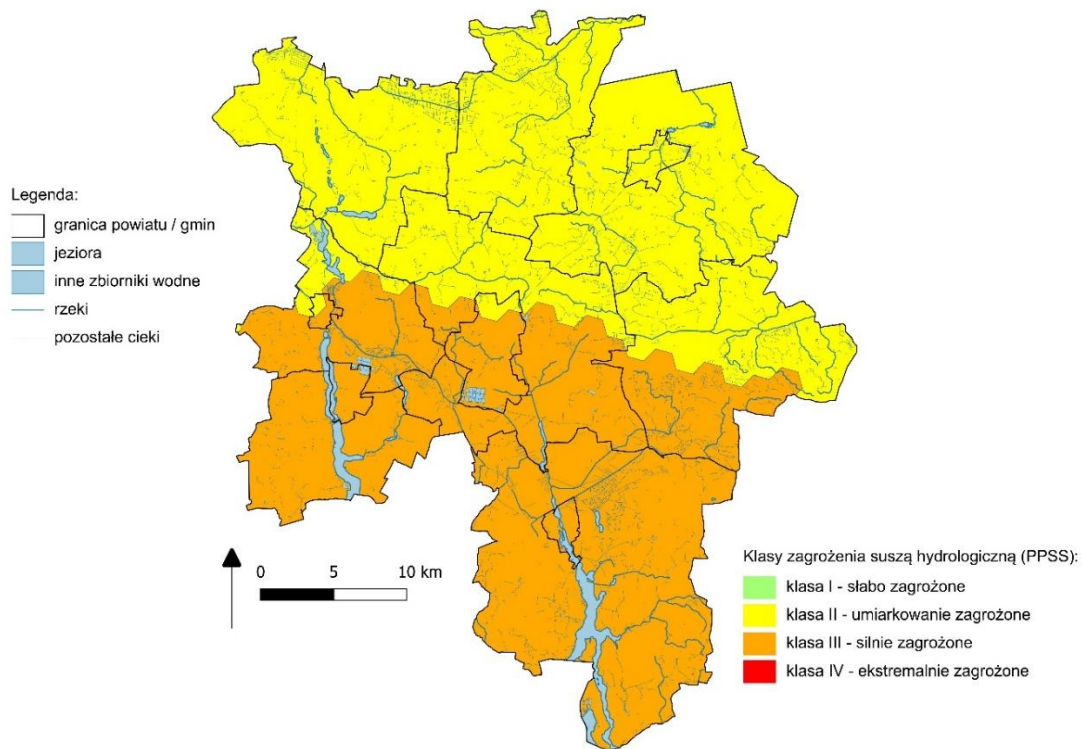 Legenda:
granica powiatu / gmin
jeziora
inne zbiorniki wodne
rzeki
pozostałe cieki
0 5 10 km
Klasy zagrożenia suszą hydrologiczną (PPSS):
klasa I - słabo zagrożone
klasa II - umiarkowanie zagrożone
klasa III - silnie zagrożone
klasa IV - ekstremalnie zagrożone